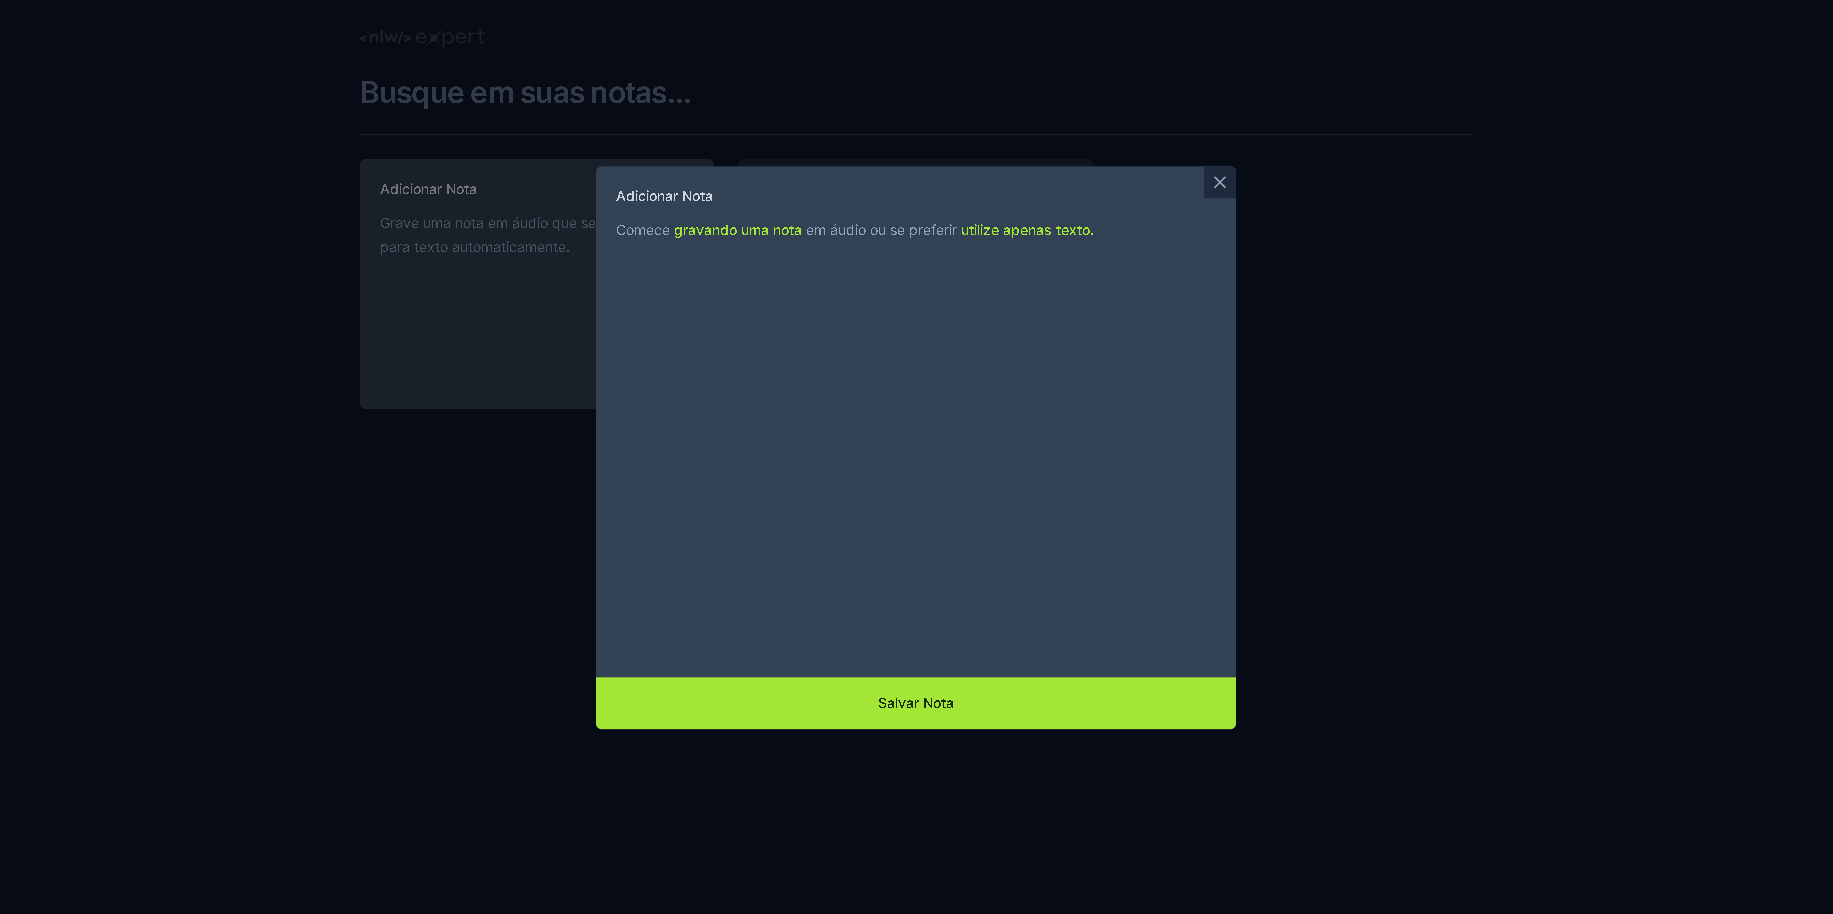 <nlw/> expert
Busque em suas notas...
Adicionar Nota
Grave uma nota em áudio que se
para texto automaticamente.
Adicionar Nota
Comece gravando uma nota em áudio ou se preferir utilize apenas texto.
Salvar Nota